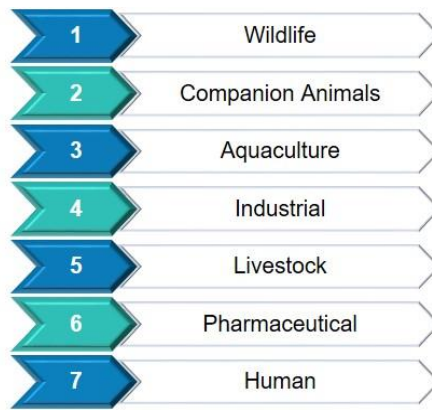 1 Wildlife
2 Companion Animals
3 Aquaculture
4 Industrial
5 Livestock
6 Pharmaceutical
7 Human